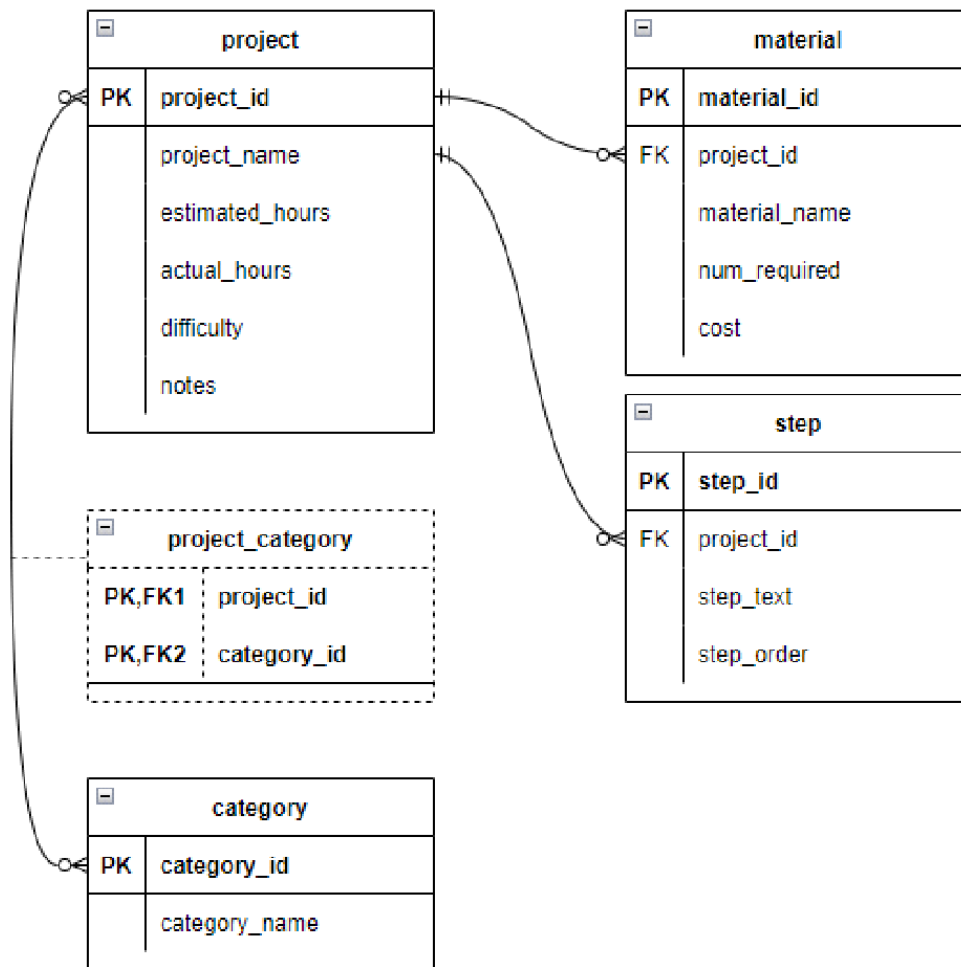 project
PK project_id
project_name
estimated_hours
actual_hours
difficulty
notes
material
PK material_id
FK project_id
material_name
num_required
cost
step
PK step_id
FK project_id
step_text
step_order
project_category
PK,FK1 project_id
PK,FK2 category_id
category
PK category_id
category_name